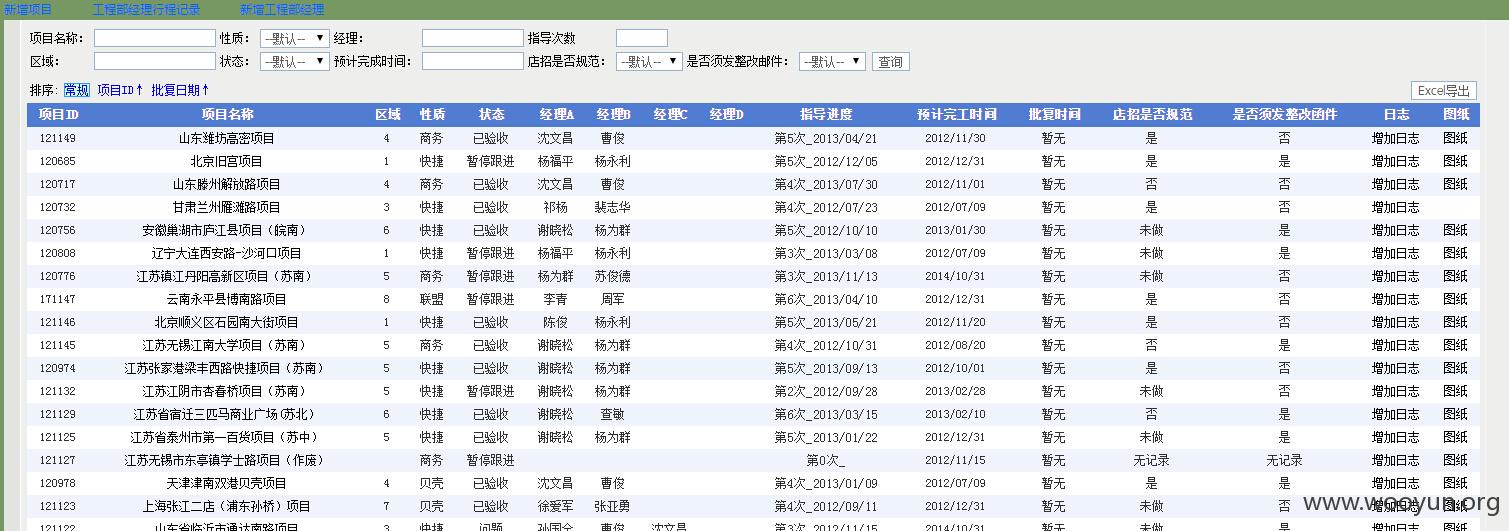 新增项目 工程部经理行程记录 新增工程部经理
项目名称： 性质： --默认-- 经理： 指导次数
区域： 状态： --默认-- 预计完成时间： 店招是否规范： --默认-- 是否须发整改邮件： --默认-- 查询
排序: 常规 项目ID↑ 批复日期↑ Excel导出
项目ID 项目名称 区域 性质 状态 经理A 经理B 经理C 经理D 指导进度 预计完工时间 批复时间 店招是否规范 是否须发整改函件 日志 图纸
121149 山东潍坊高密项目 4 商务 已验收 沈文昌 曹俊 第5次_2013/04/21 2012/11/30 暂无 是 否 增加日志 图纸
120685 北京旧宫项目 1 快捷 暂停跟进 杨福平 杨永利 第5次_2012/12/05 2012/12/31 暂无 是 是 增加日志 图纸
120717 山东滕州解放路项目 4 商务 已验收 沈文昌 曹俊 第4次_2013/07/30 2012/11/01 暂无 否 否 增加日志 图纸
120732 甘肃兰州雁滩路项目 3 快捷 已验收 祁杨 裴志华 第4次_2012/07/23 2012/07/09 暂无 是 否 增加日志
120756 安徽巢湖市庐江县项目（皖南） 6 快捷 已验收 谢晓松 杨为群 第5次_2012/10/10 2013/01/30 暂无 未做 是 增加日志 图纸
120808 辽宁大连西安路-沙河口项目 1 快捷 暂停跟进 杨福平 杨永利 第3次_2013/03/08 2012/07/09 暂无 未做 是 增加日志 图纸
120776 江苏镇江丹阳高新区项目（苏南） 5 商务 暂停跟进 杨为群 苏俊德 第3次_2013/11/13 2014/10/31 暂无 未做 否 增加日志 图纸
171147 云南永平县博南路项目 8 联盟 暂停跟进 李青 周军 第6次_2013/04/10 2012/12/31 暂无 是 否 增加日志 图纸
121146 北京顺义区石园南大街项目 1 快捷 已验收 陈俊 杨永利 第5次_2013/05/21 2012/11/20 暂无 是 否 增加日志 图纸
121145 江苏无锡江南大学项目（苏南） 5 商务 已验收 谢晓松 杨为群 第4次_2012/10/31 2012/08/20 暂无 否 是 增加日志 图纸
120974 江苏张家港梁丰西路快捷项目（苏南） 5 快捷 已验收 谢晓松 杨为群 第5次_2013/09/13 2012/10/01 暂无 是 否 增加日志 图纸
121132 江苏江阴市杏春桥项目（苏南） 5 快捷 暂停跟进 谢晓松 杨为群 第2次_2012/09/28 2013/02/28 暂无 未做 否 增加日志 图纸
121129 江苏省宿迁三匹马商业广场(苏北） 6 快捷 已验收 谢晓松 查敏 第6次_2013/03/15 2013/02/10 暂无 否 是 增加日志 图纸
121125 江苏省泰州市第一百货项目（苏中） 5 快捷 已验收 谢晓松 杨为群 第5次_2013/01/22 2012/12/31 暂无 未做 是 增加日志 图纸
121127 江苏无锡市东亭镇学士路项目（作废） 商务 暂停跟进 第0次_ 2012/11/15 暂无 无记录 无记录 增加日志 图纸
120978 天津津南双港贝壳项目 4 贝壳 已验收 沈文昌 曹俊 第4次_2013/01/09 2012/07/09 暂无 是 是 增加日志 图纸
121123 上海张江二店（浦东孙桥）项目 7 贝壳 已验收 徐爱军 张亚勇 第4次_2012/09/11 2012/12/31 暂无 未做 否 增加日志 图纸
121122 山东省临沂市通达南路项目 3 快捷 问题 孙国全 曹俊 沈文昌 第3次_2012/11/15 2014/10/31 暂无 未做 是 增加日志 图纸
www.wooyun.org